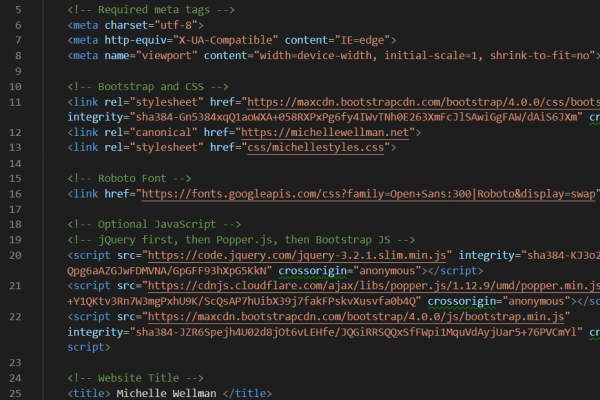 5 <!-- Required meta tags -->
6 <meta charset="utf-8">
7 <meta http-equiv="X-UA-Compatible" content="IE=edge">
8 <meta name="viewport" content="width=device-width, initial-scale=1, shrink-to-fit=no">
9
10 <!-- Bootstrap and CSS -->
11 <link rel="stylesheet" href="https://maxcdn.bootstrapcdn.com/bootstrap/4.0.0/css/boots
integrity="sha384-Gn5384xqQ1aoWXA+058RXPxPg6fy4IWvTNh0E263XmFcJlSAwiGgFAW/dAiS6JXm" cr
12 <link rel="canonical" href="https://michellewellman.net">
13 <link rel="stylesheet" href="css/michellestyles.css">
14
15 <!-- Roboto Font -->
16 <link href="https://fonts.googleapis.com/css?family=Open+Sans:300|Roboto&display=swap"
17
18 <!-- Optional JavaScript -->
19 <!-- jQuery first, then Popper.js, then Bootstrap JS -->
20 <script src="https://code.jquery.com/jquery-3.2.1.slim.min.js" integrity="sha384-KJ3o2
Qpg6aAZGJwFDMVNA/GpGFF93hXpG5KkN" crossorigin="anonymous"></script>
21 <script src="https://cdnjs.cloudflare.com/ajax/libs/popper.js/1.12.9/umd/popper.min.js
+Y1QKtv3Rn7W3mgPxhU9K/ScQsAP7hUibX39j7fakFPskvXusvfa0b4Q" crossorigin="anonymous"></sc
22 <script src="https://maxcdn.bootstrapcdn.com/bootstrap/4.0.0/js/bootstrap.min.js"
integrity="sha384-JZR6Spejh4U02d8jOt6vLEHfe/JQGiRRSQQxSfFWpi1MquVdAyjUar5+76PVCmYl" cr
script>
23
24 <!-- Website Title -->
25 <title> Michelle Wellman </title>